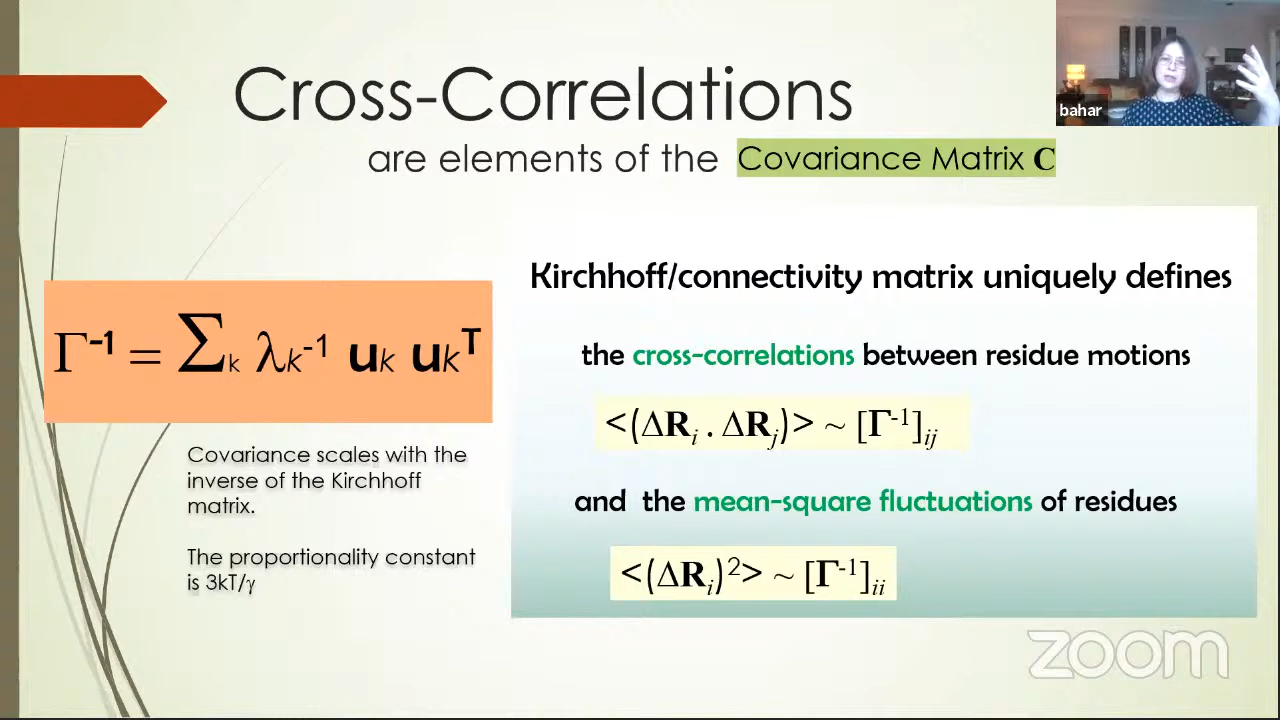 Cross-Correlations
bahar
are elements of the Covariance Matrix C
Kirchhoff/connectivity matrix uniquely defines
Γ⁻¹ = Σₖ λk⁻¹ uk ukᵀ
the cross-correlations between residue motions
<(ΔRᵢ . ΔRⱼ)> ~ [Γ⁻¹]ᵢⱼ
Covariance scales with the
inverse of the Kirchhoff
matrix.
and the mean-square fluctuations of residues
The proportionality constant
is 3kT/γ
<(ΔRᵢ)²> ~ [Γ⁻¹]ᵢᵢ
zoom